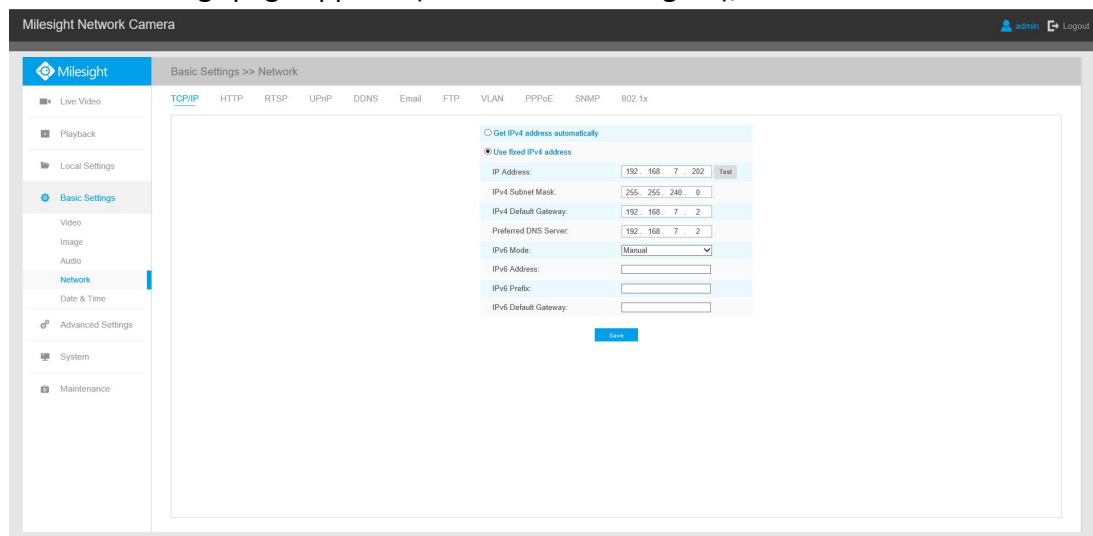 Milesight Network Camera
admin Logout
Milesight
Basic Settings >> Network
Live Video
Playback
Local Settings
Basic Settings
Video
Image
Audio
Network
Date & Time
Advanced Settings
System
Maintenance
TCP/IP HTTP RTSP UPnP DDNS Email FTP VLAN PPPoE SNMP 802.1x
Get IPv4 address automatically
Use fixed IPv4 address
IP Address: 192. 168. 7 . 202 Test
IPv4 Subnet Mask: 255. 255. 240. 0
IPv4 Default Gateway: 192. 168. 7 . 2
Preferred DNS Server: 192. 168. 7 . 2
IPv6 Mode: Manual
IPv6 Address:
IPv6 Prefix:
IPv6 Default Gateway:
Save